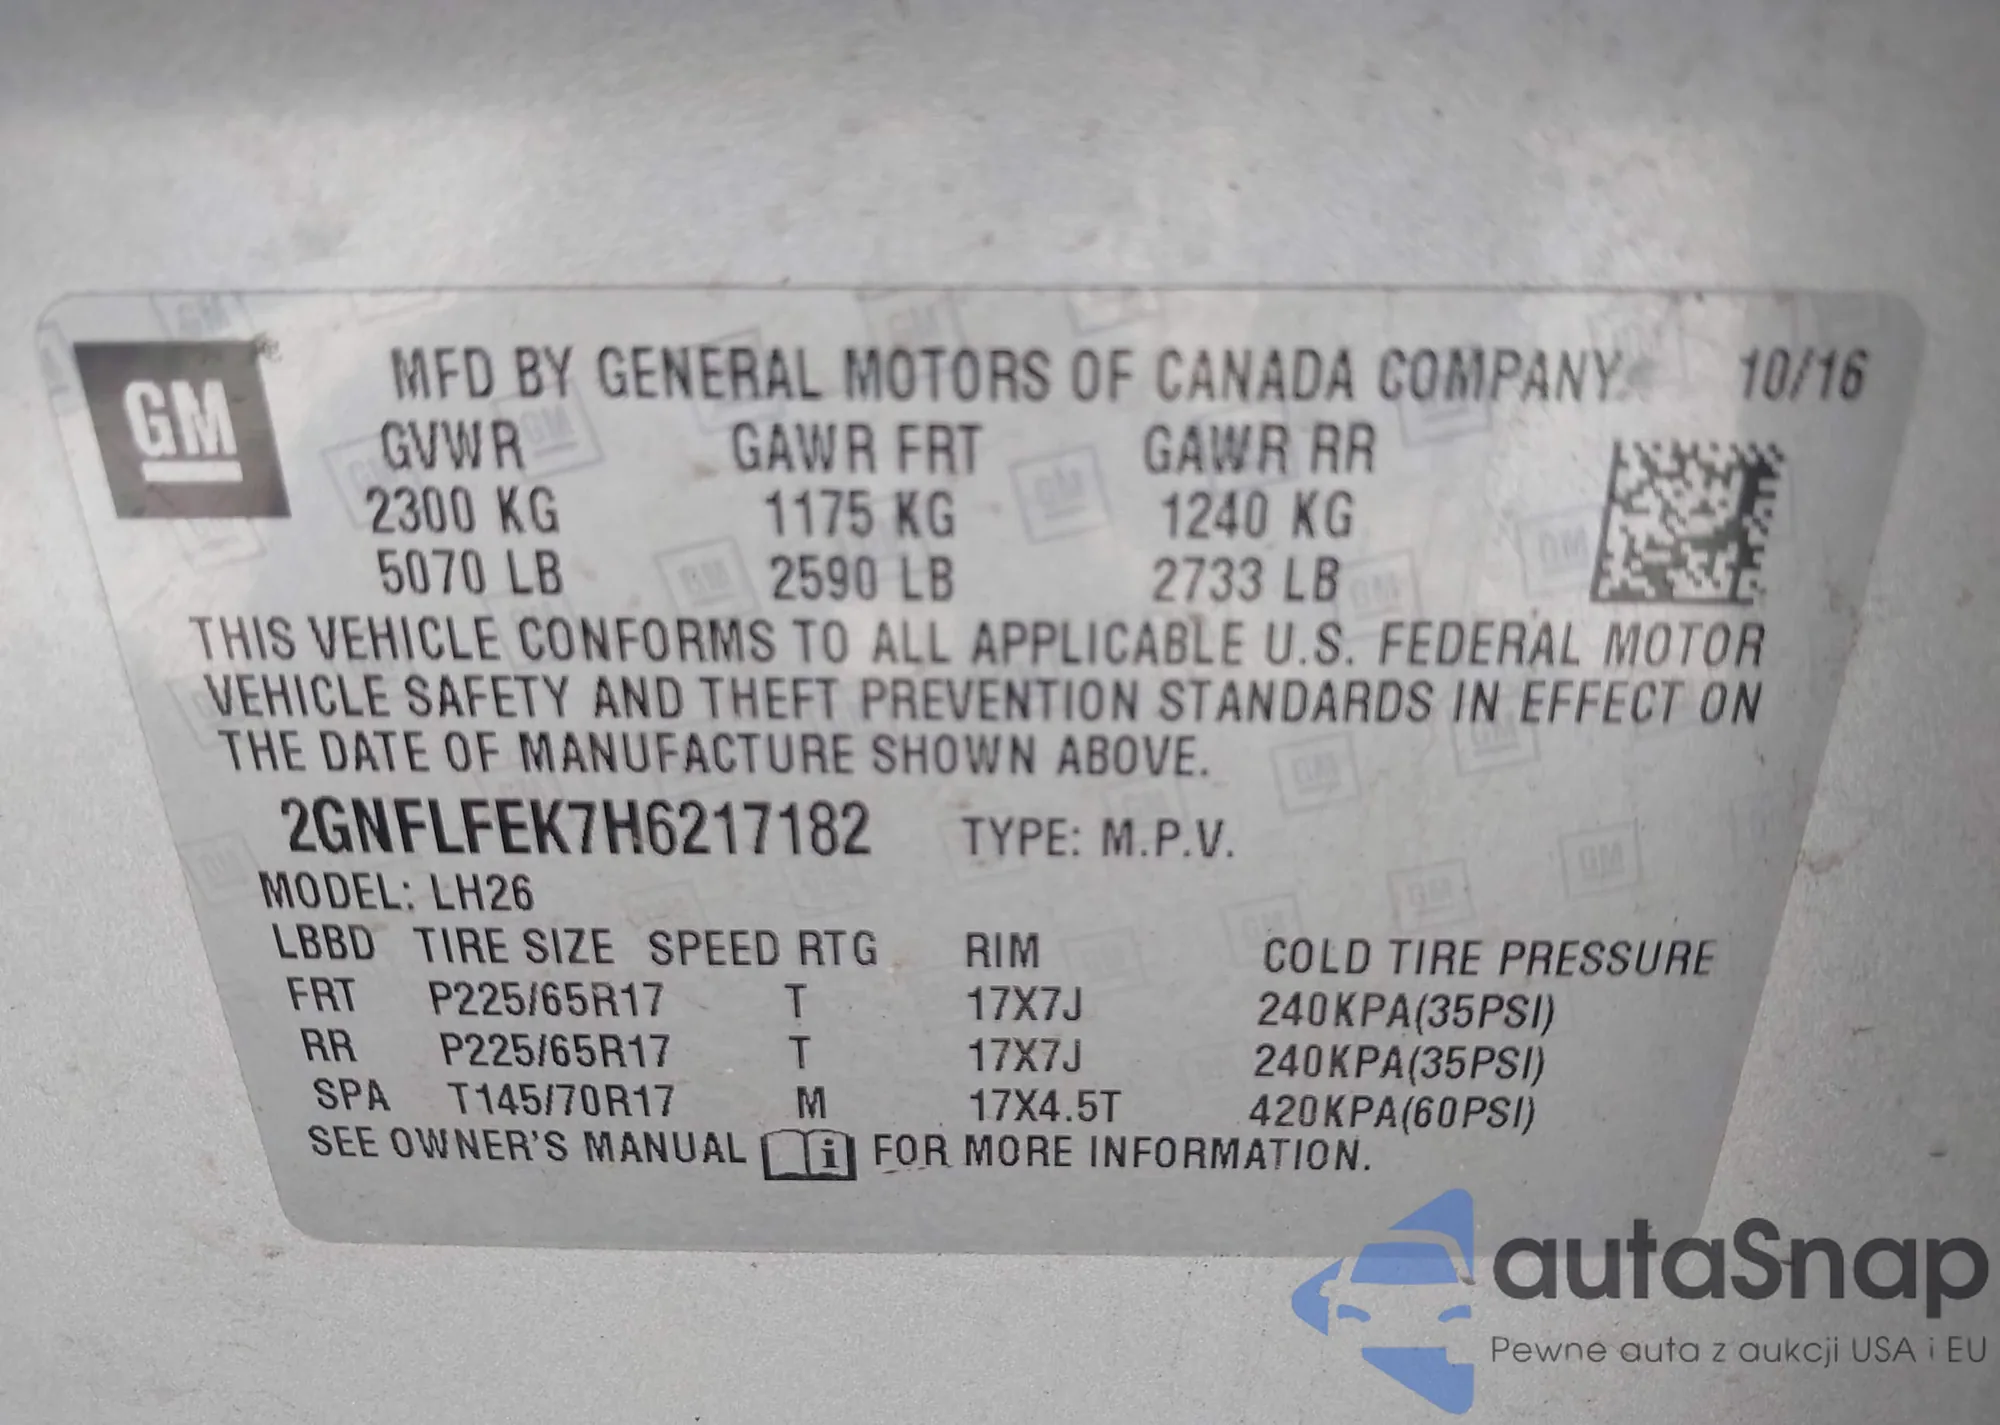 GM
MFD BY GENERAL MOTORS OF CANADA COMPANY 10/16
GVWR GAWR FRT GAWR RR
2300 KG 1175 KG 1240 KG
5070 LB 2590 LB 2733 LB
THIS VEHICLE CONFORMS TO ALL APPLICABLE U.S. FEDERAL MOTOR
VEHICLE SAFETY AND THEFT PREVENTION STANDARDS IN EFFECT ON
THE DATE OF MANUFACTURE SHOWN ABOVE.
2GNFLFEK7H6217182 TYPE: M.P.V.
MODEL: LH26
LBBD TIRE SIZE SPEED RTG RIM COLD TIRE PRESSURE
FRT P225/65R17 T 17X7J 240KPA(35PSI)
RR P225/65R17 T 17X7J 240KPA(35PSI)
SPA T145/70R17 M 17X4.5T 420KPA(60PSI)
SEE OWNER'S MANUAL i FOR MORE INFORMATION.
autaSnap
Pewne auta z aukcji USA i EU